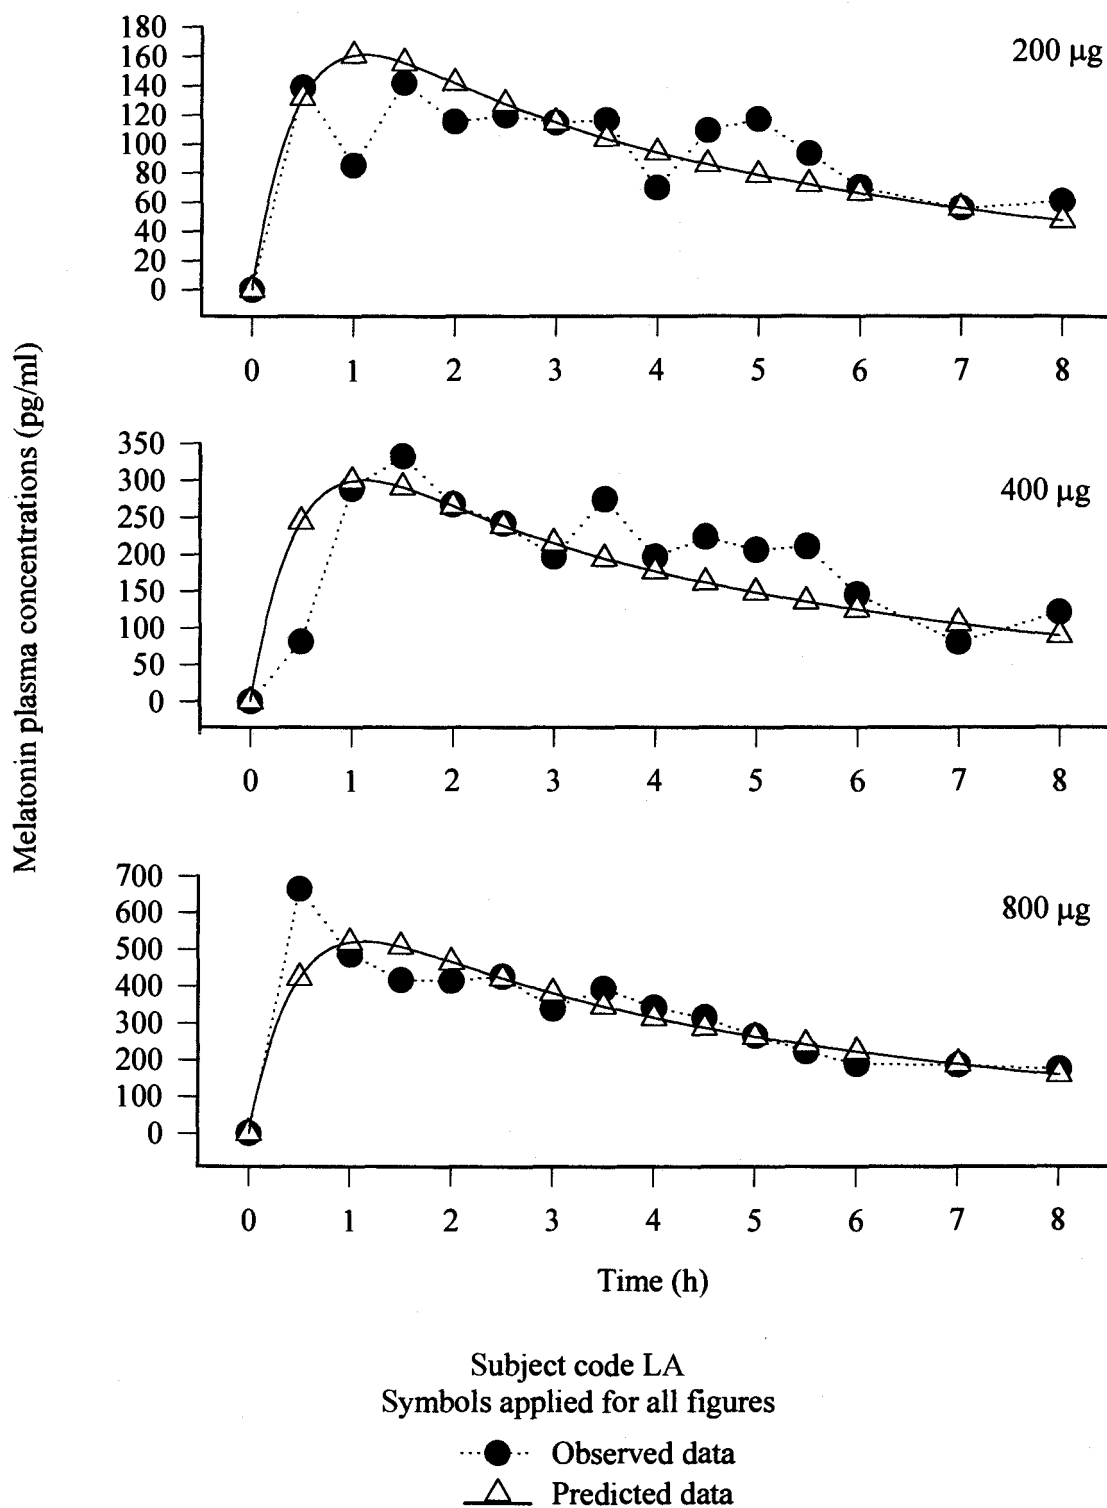 Melatonin plasma concentrations (pg/ml)
200 µg
180
160
140
120
100
80
60
40
20
0
0 1 2 3 4 5 6 7 8
400 µg
350
300
250
200
150
100
50
0
0 1 2 3 4 5 6 7 8
800 µg
700
600
500
400
300
200
100
0
0 1 2 3 4 5 6 7 8
Time (h)
Subject code LA
Symbols applied for all figures
Observed data
Predicted data